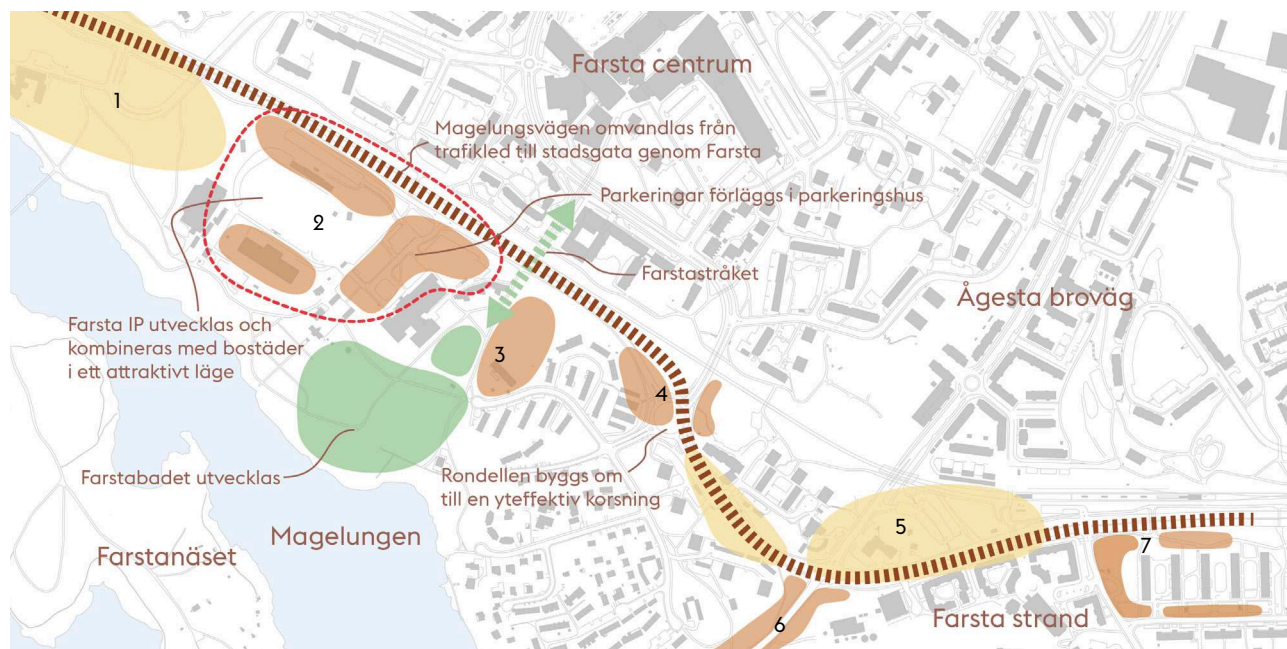 Farsta centrum
1
Magelungsvägen omvandlas från
trafikled till stadsgata genom Farsta
Parkeringar förläggs i parkeringshus
2
Farstastråket
Ågesta broväg
Farsta IP utvecklas och
kombineras med bostäder
i ett attraktivt läge
3
4
Farstabadet utvecklas
Rondellen byggs om
till en yteffektiv korsning
Magelungen
5
Farstanäset
7
6
Farsta strand